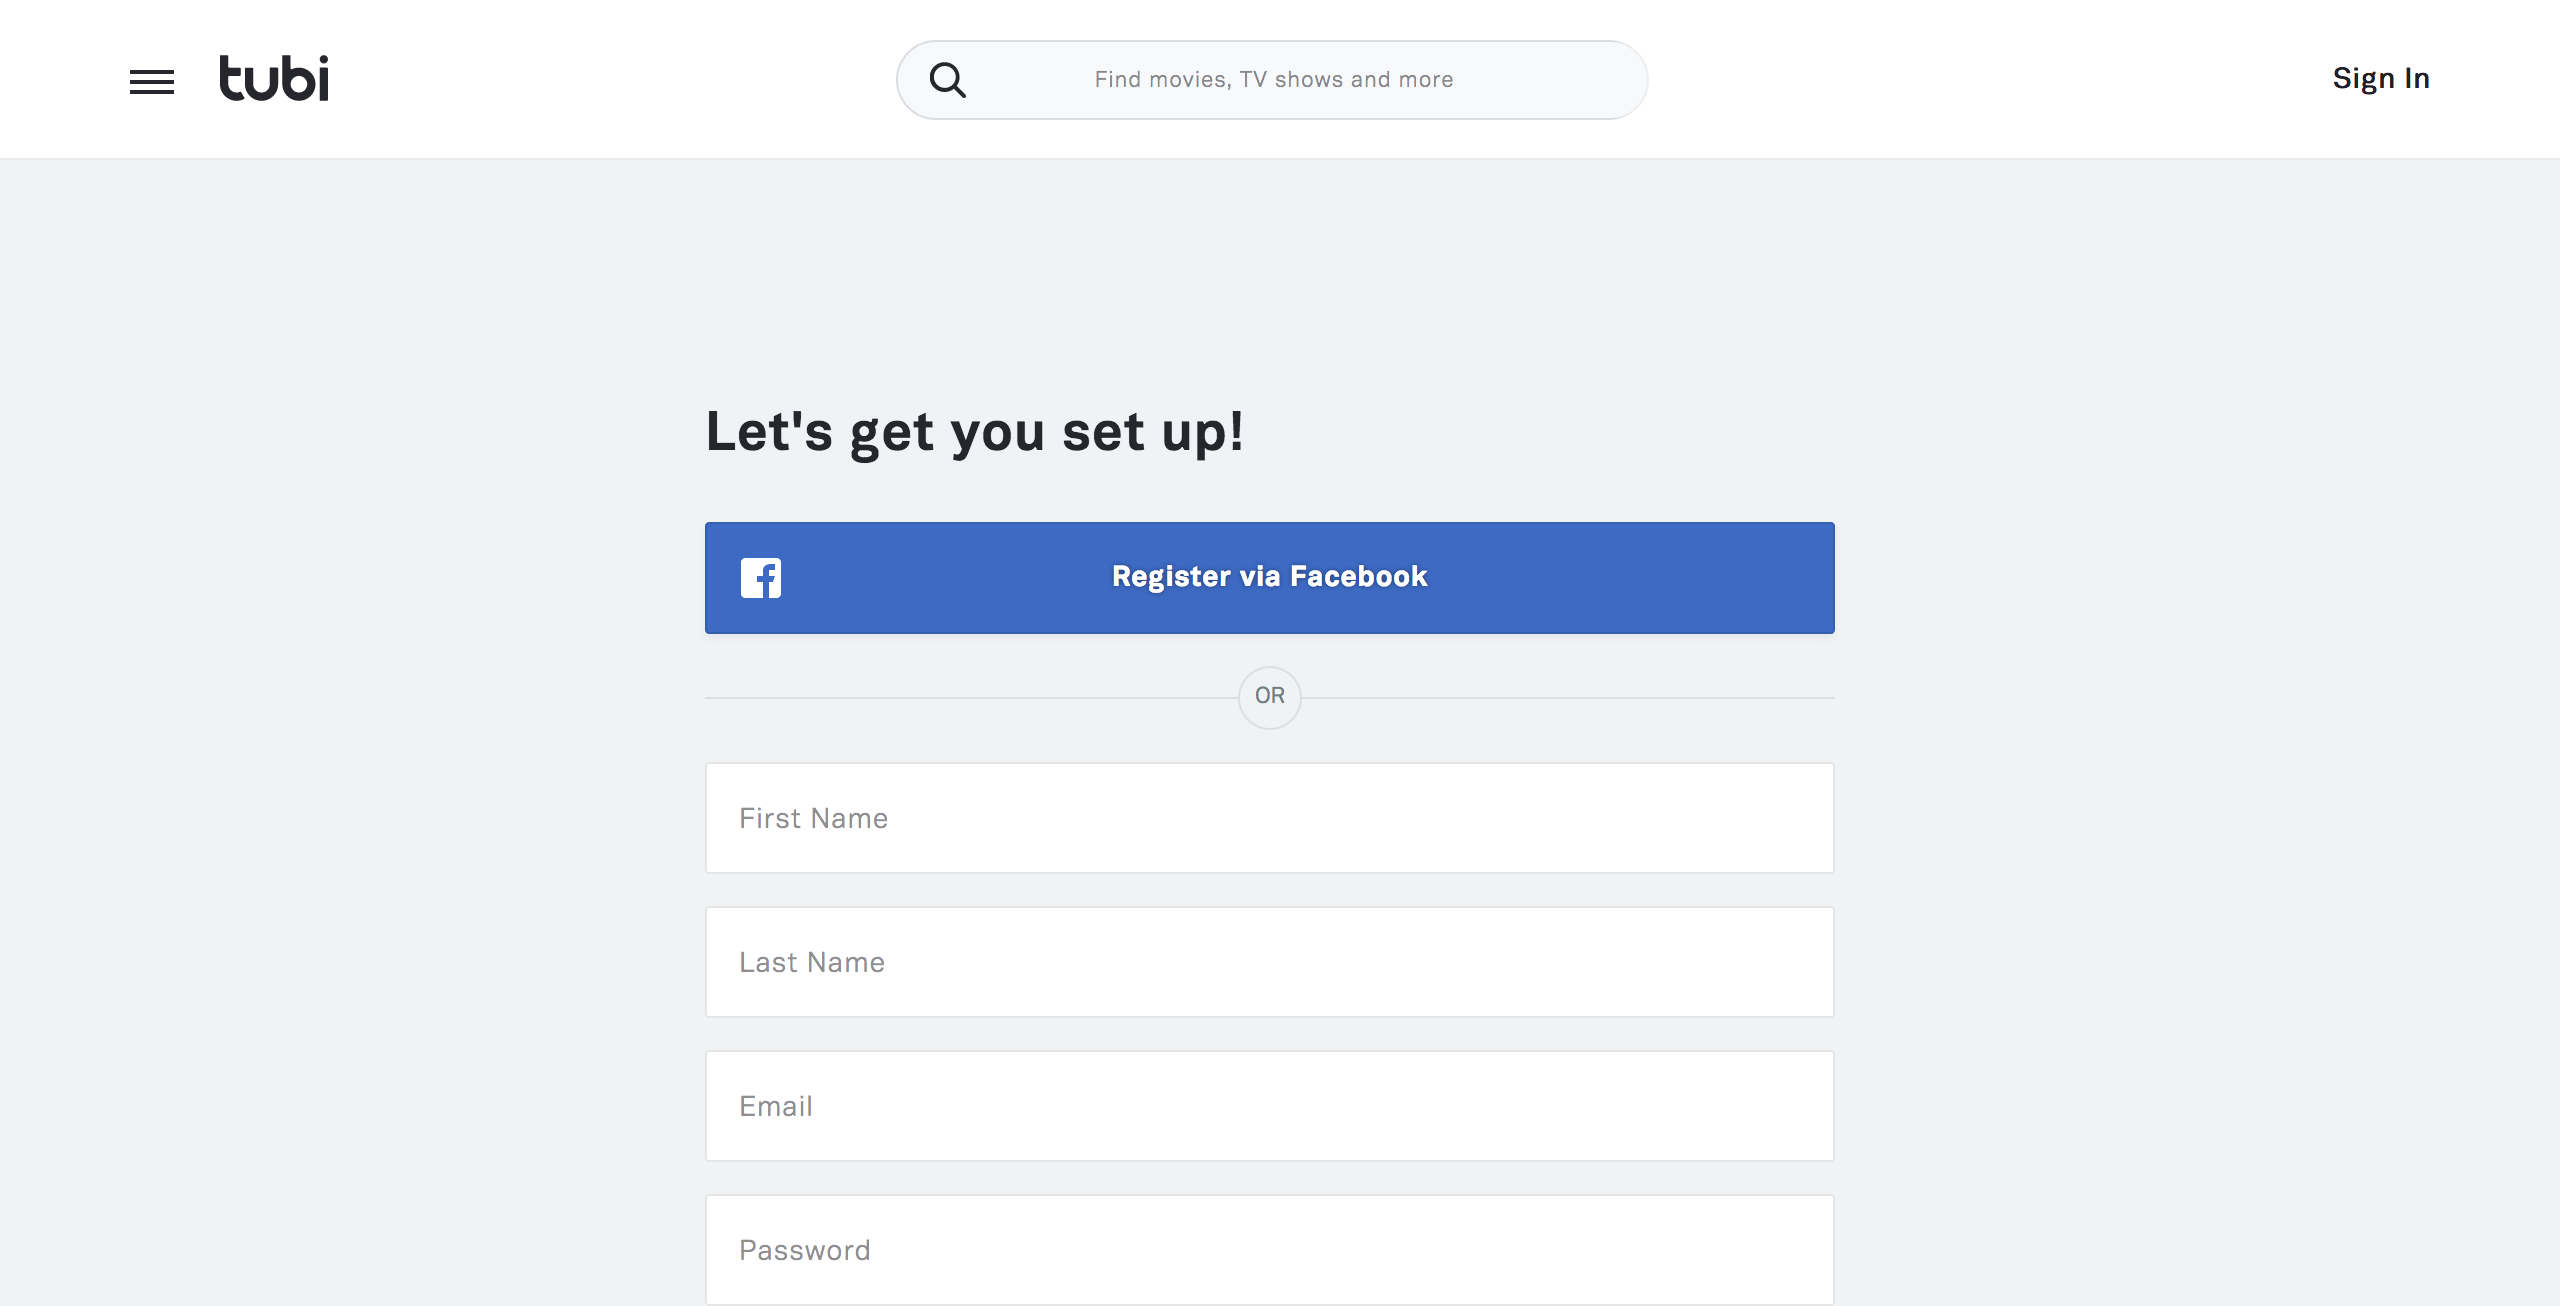 tubi
Find movies, TV shows and more
Sign In
Let's get you set up!
Register via Facebook
OR
First Name
Last Name
Email
Password